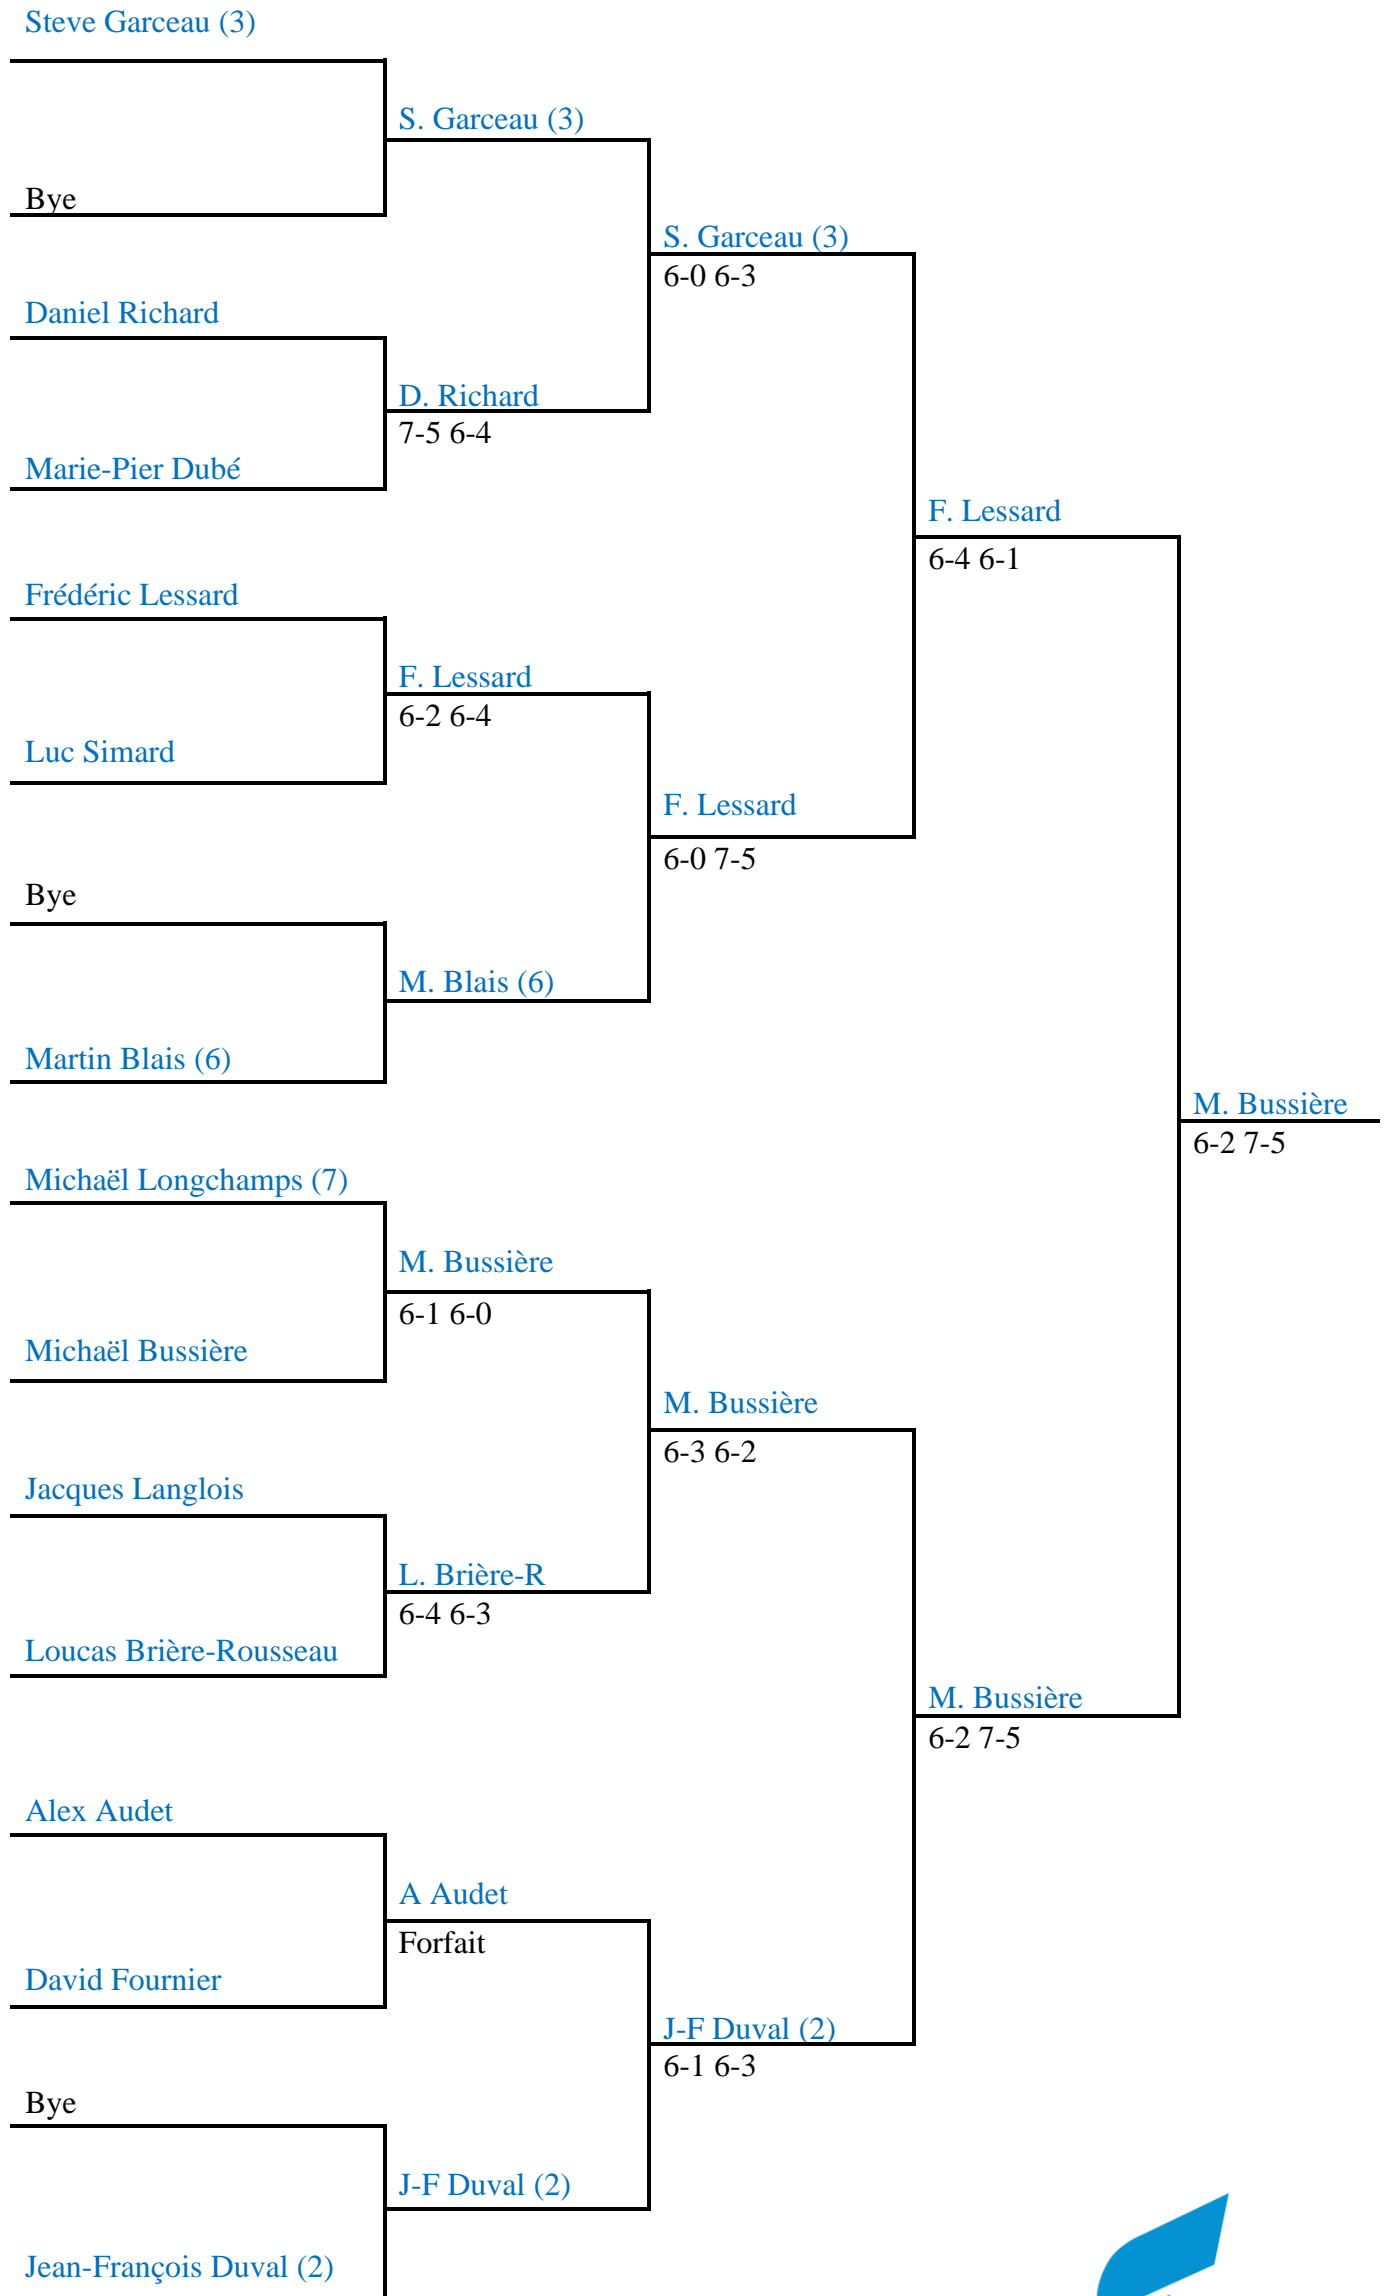 Steve Garceau (3)
S. Garceau (3)
Bye
S. Garceau (3)
6-0 6-3
Daniel Richard
D. Richard
7-5 6-4
Marie-Pier Dubé
F. Lessard
6-4 6-1
Frédéric Lessard
F. Lessard
6-2 6-4
Luc Simard
F. Lessard
6-0 7-5
Bye
M. Blais (6)
Martin Blais (6)
M. Bussière
6-2 7-5
Michaël Longchamps (7)
M. Bussière
6-1 6-0
Michaël Bussière
M. Bussière
6-3 6-2
Jacques Langlois
L. Brière-R
6-4 6-3
Loucas Brière-Rousseau
M. Bussière
6-2 7-5
Alex Audet
A Audet
Forfait
David Fournier
J-F Duval (2)
6-1 6-3
Bye
J-F Duval (2)
Jean-François Duval (2)